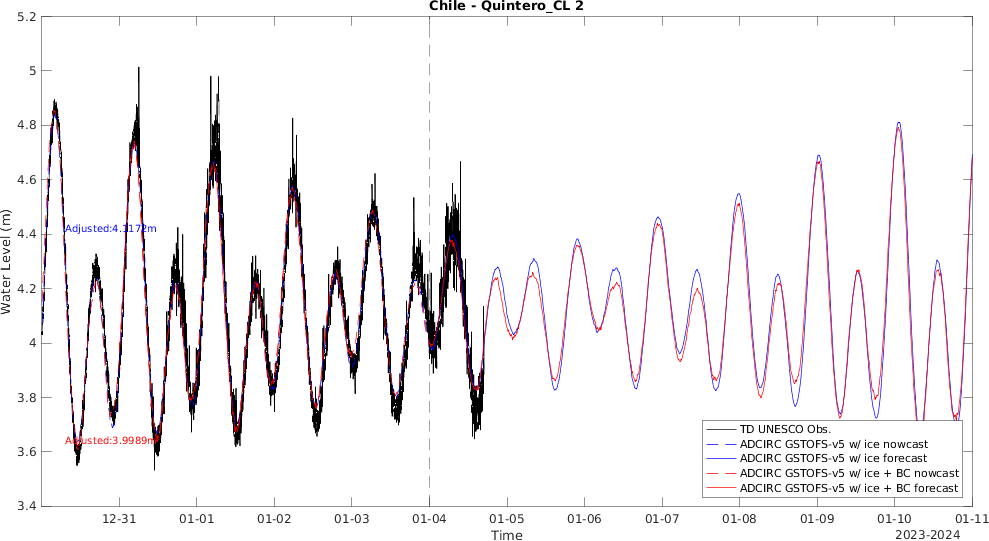 Chile - Quintero_CL 2
5.2
5
4.8
4.6
4.4
4.2
4
3.8
3.6
3.4
Water Level (m)
Adjusted:4.1172m
Adjusted:3.9989m
TD UNESCO Obs.
ADCIRC GSTOFS-v5 w/ ice nowcast
ADCIRC GSTOFS-v5 w/ ice forecast
ADCIRC GSTOFS-v5 w/ ice + BC nowcast
ADCIRC GSTOFS-v5 w/ ice + BC forecast
12-31 01-01 01-02 01-03 01-04 01-05 01-06 01-07 01-08 01-09 01-10 01-11
Time
2023-2024